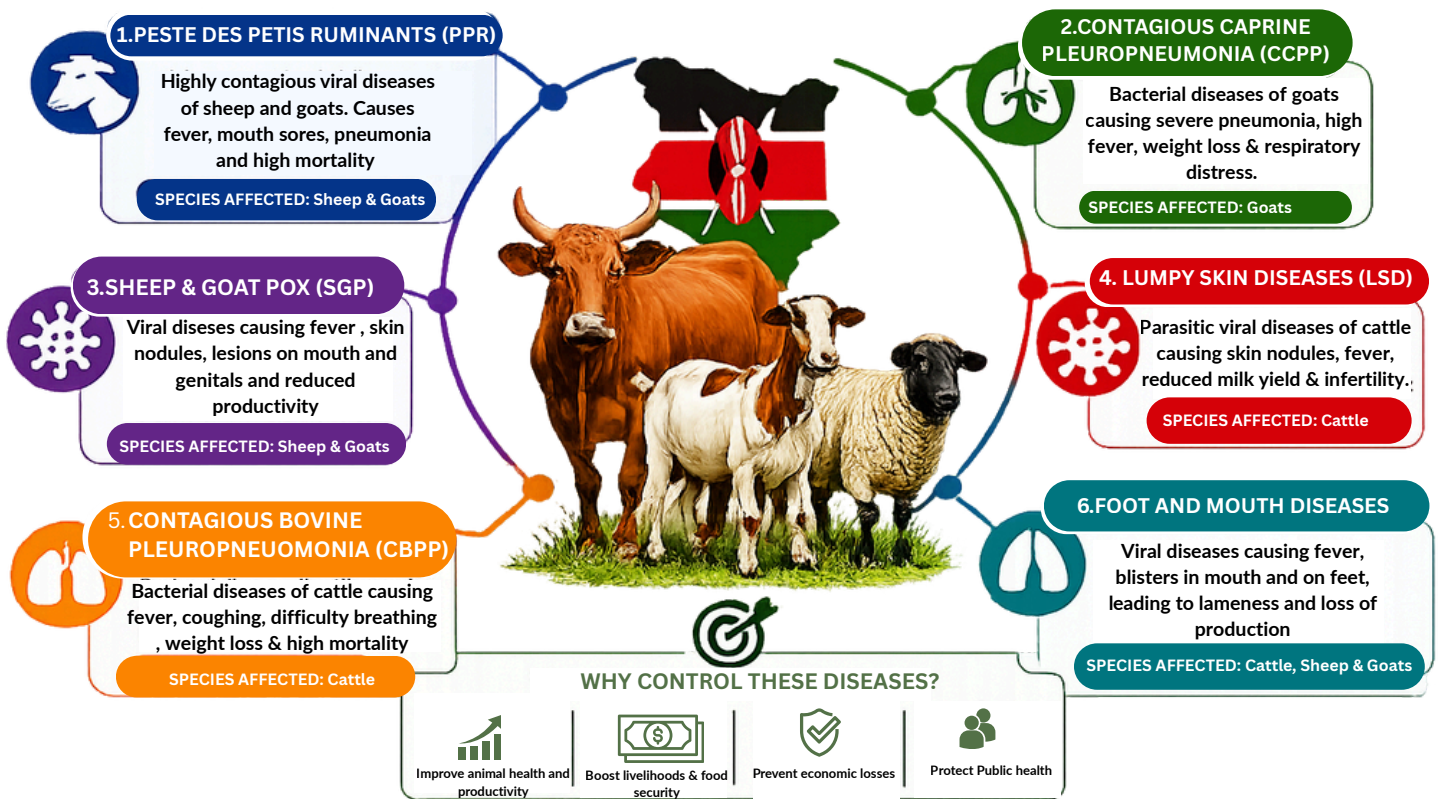 1.PESTE DES PETIS RUMINANTS (PPR)
Highly contagious viral diseases
of sheep and goats. Causes
fever, mouth sores, pneumonia
and high mortality
SPECIES AFFECTED: Sheep & Goats
2.CONTAGIOUS CAPRINE
PLEUROPNEUMONIA (CCPP)
Bacterial diseases of goats
causing severe pneumonia, high
fever, weight loss & respiratory
distress.
SPECIES AFFECTED: Goats
3.SHEEP & GOAT POX (SGP)
Viral diseses causing fever , skin
nodules, lesions on mouth and
genitals and reduced
productivity
SPECIES AFFECTED: Sheep & Goats
4. LUMPY SKIN DISEASES (LSD)
Parasitic viral diseases of cattle
causing skin nodules, fever,
reduced milk yield & infertility.
SPECIES AFFECTED: Cattle
5. CONTAGIOUS BOVINE
PLEUROPNEUOMONIA (CBPP)
Bacterial diseases of cattle causing
fever, coughing, difficulty breathing
, weight loss & high mortality
SPECIES AFFECTED: Cattle
6.FOOT AND MOUTH DISEASES
Viral diseases causing fever,
blisters in mouth and on feet,
leading to lameness and loss of
production
SPECIES AFFECTED: Cattle, Sheep & Goats
WHY CONTROL THESE DISEASES?
Improve animal health and
productivity
Boost livelihoods & food
security
Prevent economic losses
Protect Public health